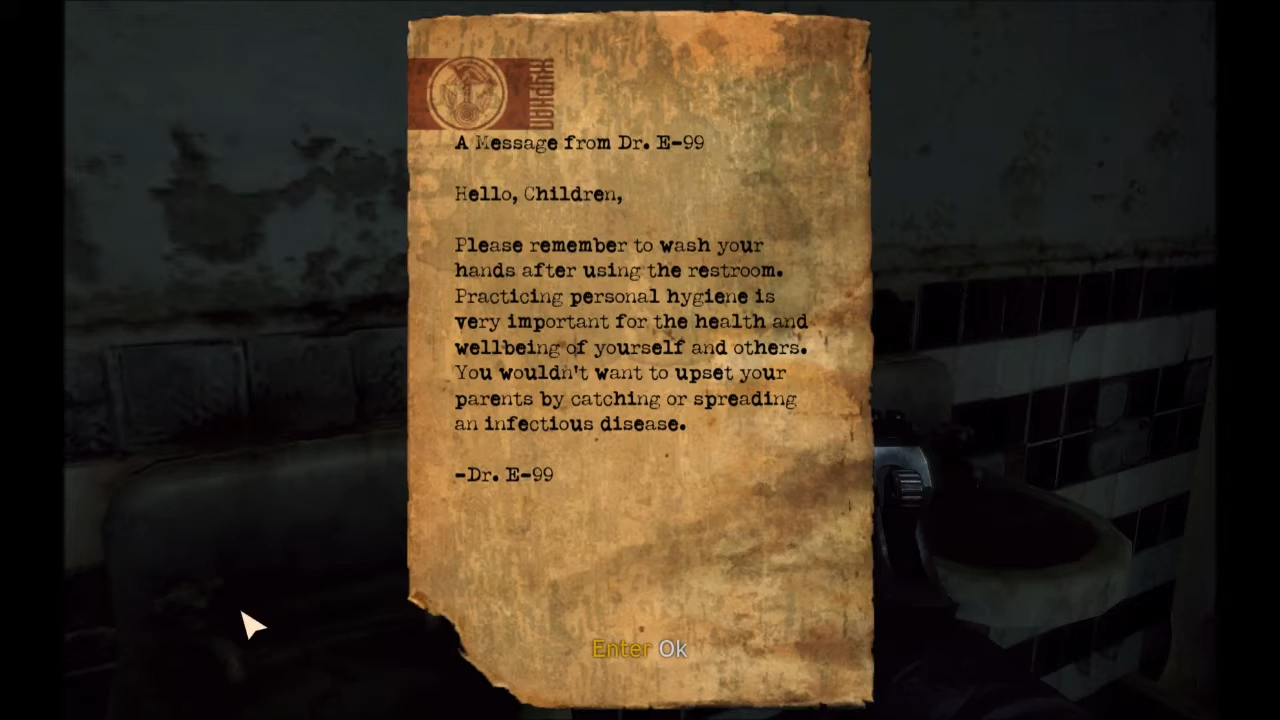 A Message from Dr. E-99
Hello, Children,
Please remember to wash your
hands after using the restroom.
Practicing personal hygiene is
very important for the health and
wellbeing of yourself and others.
You wouldn't want to upset your
parents by catching or spreading
an infectious disease.
-Dr. E-99
Enter Ok